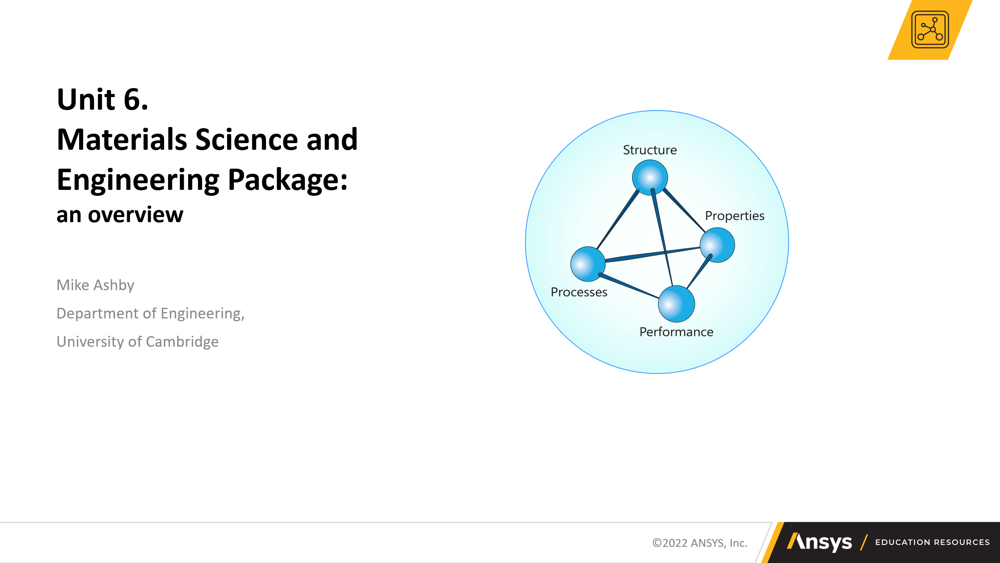 Unit 6.
Materials Science and
Engineering Package:
an overview
Mike Ashby
Department of Engineering,
University of Cambridge
Structure
Properties
Processes
Performance
©2022 ANSYS, Inc.
Ansys / EDUCATION RESOURCES